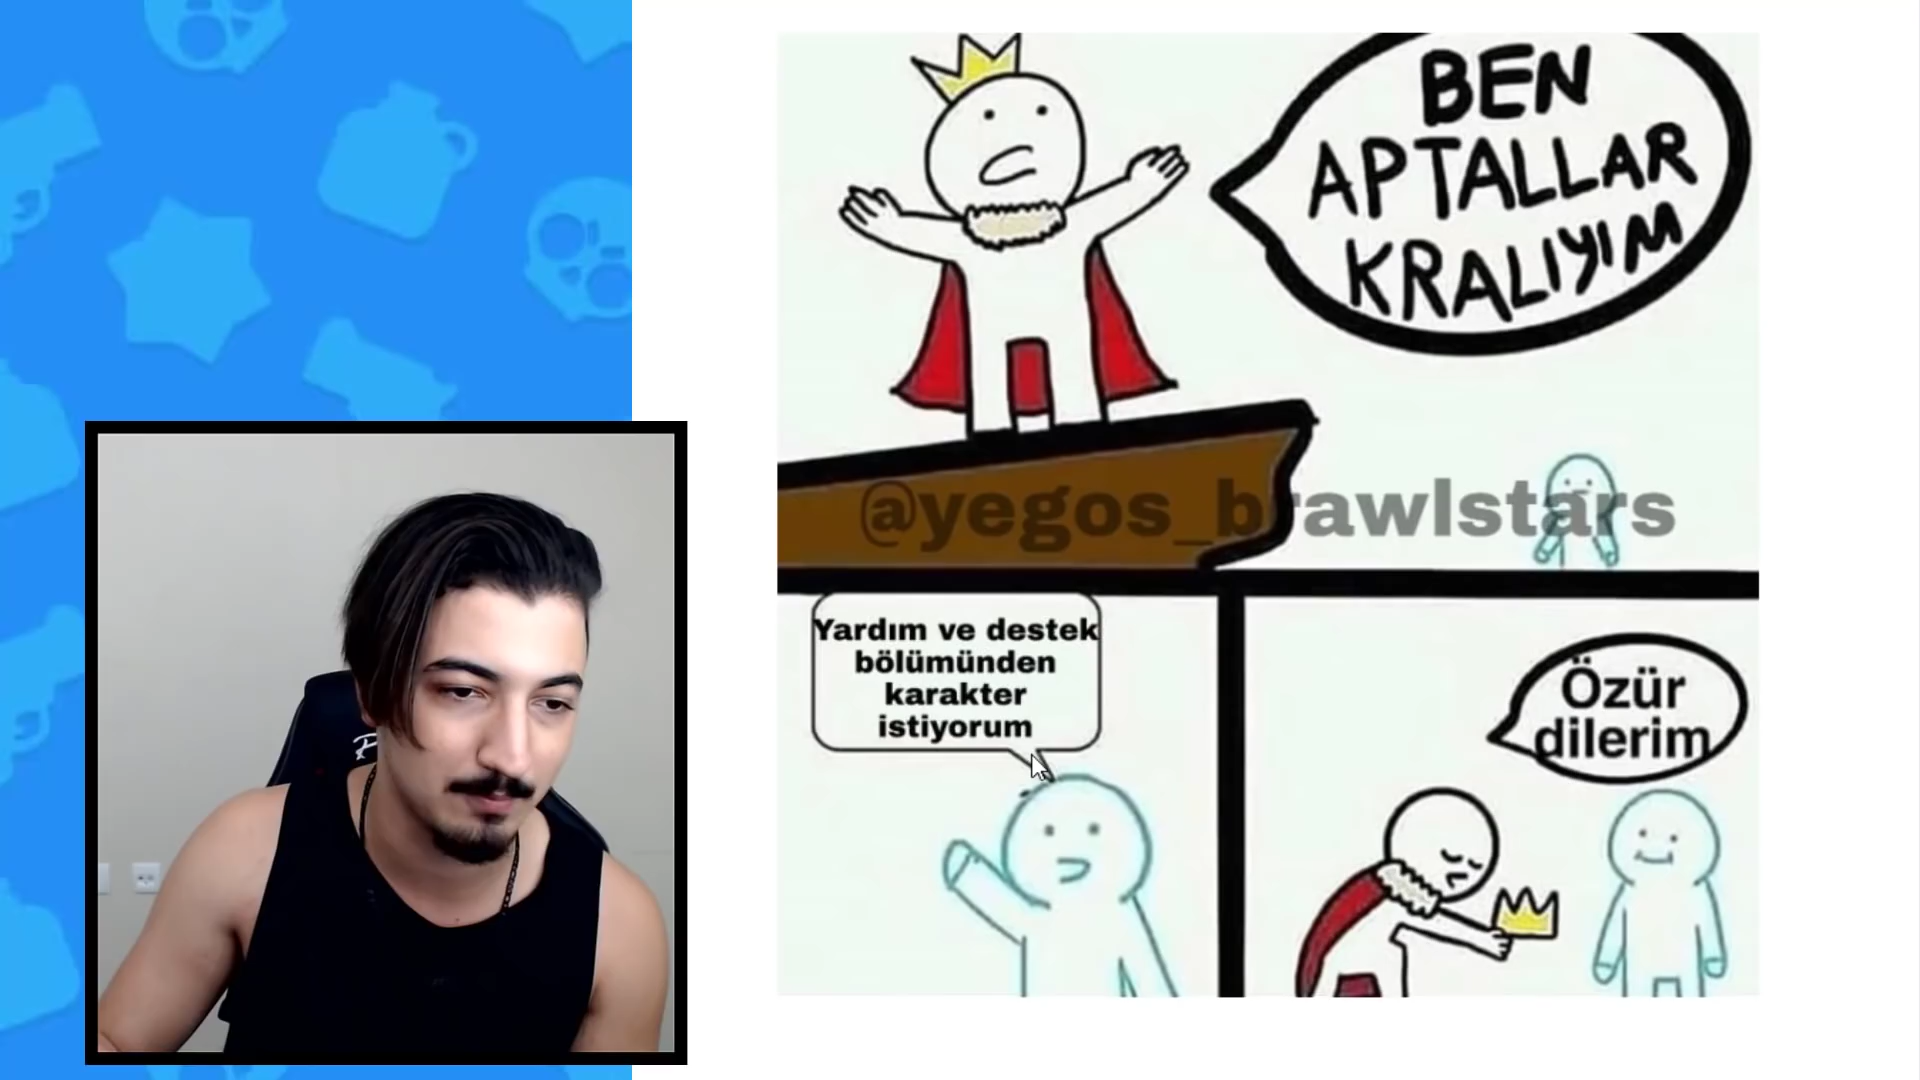 BEN
APTALLAR
KRALIYIM
@yegos_brawlstars
Yardım ve destek
bölümünden
karakter
istiyorum
Özür
dilerim